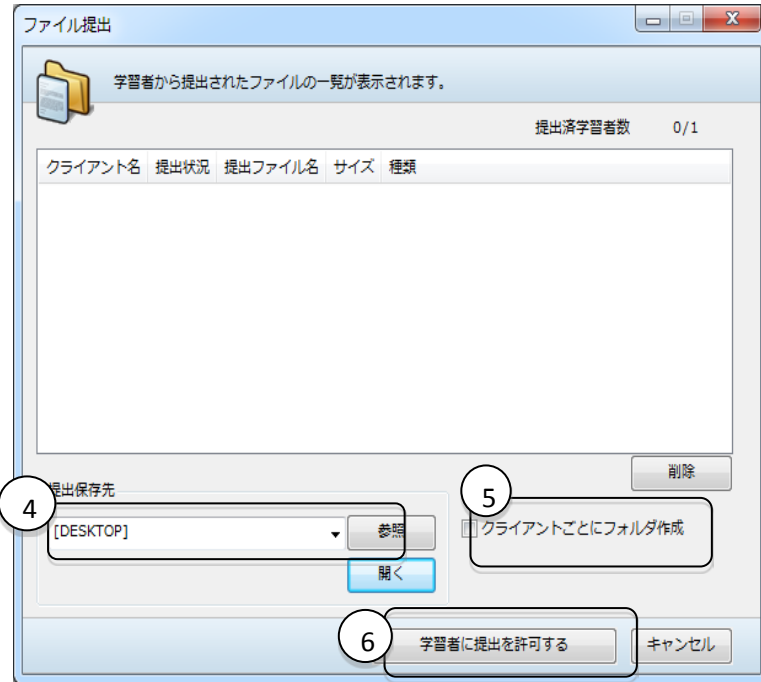 ファイル提出
X
学習者から提出されたファイルの一覧が表示されます。
提出済学習者数 0/1
クライアント名 提出状況 提出ファイル名 サイズ 種類
削除
4
提出保存先
5
[DESKTOP] 参照
クライアントごとにフォルダ作成
開く
6
学習者に提出を許可する キャンセル